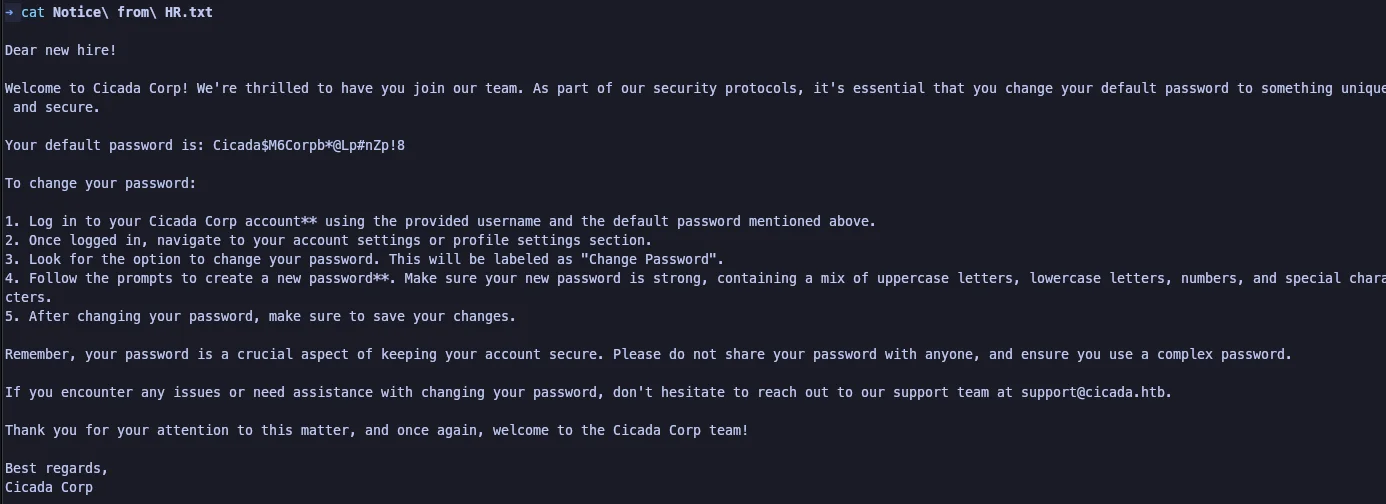 → cat Notice\ from\ HR.txt
Dear new hire!
Welcome to Cicada Corp! We're thrilled to have you join our team. As part of our security protocols, it's essential that you change your default password to something unique
and secure.
Your default password is: Cicada$M6Corpb*@Lp#nZp!8
To change your password:
1. Log in to your Cicada Corp account** using the provided username and the default password mentioned above.
2. Once logged in, navigate to your account settings or profile settings section.
3. Look for the option to change your password. This will be labeled as "Change Password".
4. Follow the prompts to create a new password**. Make sure your new password is strong, containing a mix of uppercase letters, lowercase letters, numbers, and special chara
cters.
5. After changing your password, make sure to save your changes.
Remember, your password is a crucial aspect of keeping your account secure. Please do not share your password with anyone, and ensure you use a complex password.
If you encounter any issues or need assistance with changing your password, don't hesitate to reach out to our support team at support@cicada.htb.
Thank you for your attention to this matter, and once again, welcome to the Cicada Corp team!
Best regards,
Cicada Corp